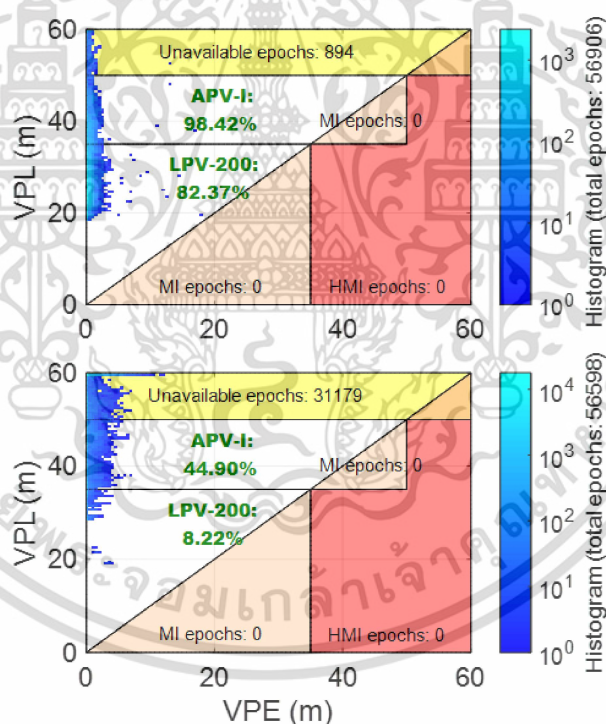 60
40
20
0
VPL (m)
Unavailable epochs: 894
APV-I:
98.42%
MI epochs: 0
LPV-200:
82.37%
MI epochs: 0
HMI epochs: 0
0
20
40
60
10³
10²
10¹
10⁰
Histogram (total epochs: 56906)
60
40
20
0
VPL (m)
Unavailable epochs: 31179
APV-I:
44.90%
MI epochs: 0
LPV-200:
8.22%
MI epochs: 0
HMI epochs: 0
0
20
40
60
VPE (m)
10⁴
10³
10²
10¹
10⁰
Histogram (total epochs: 56598)